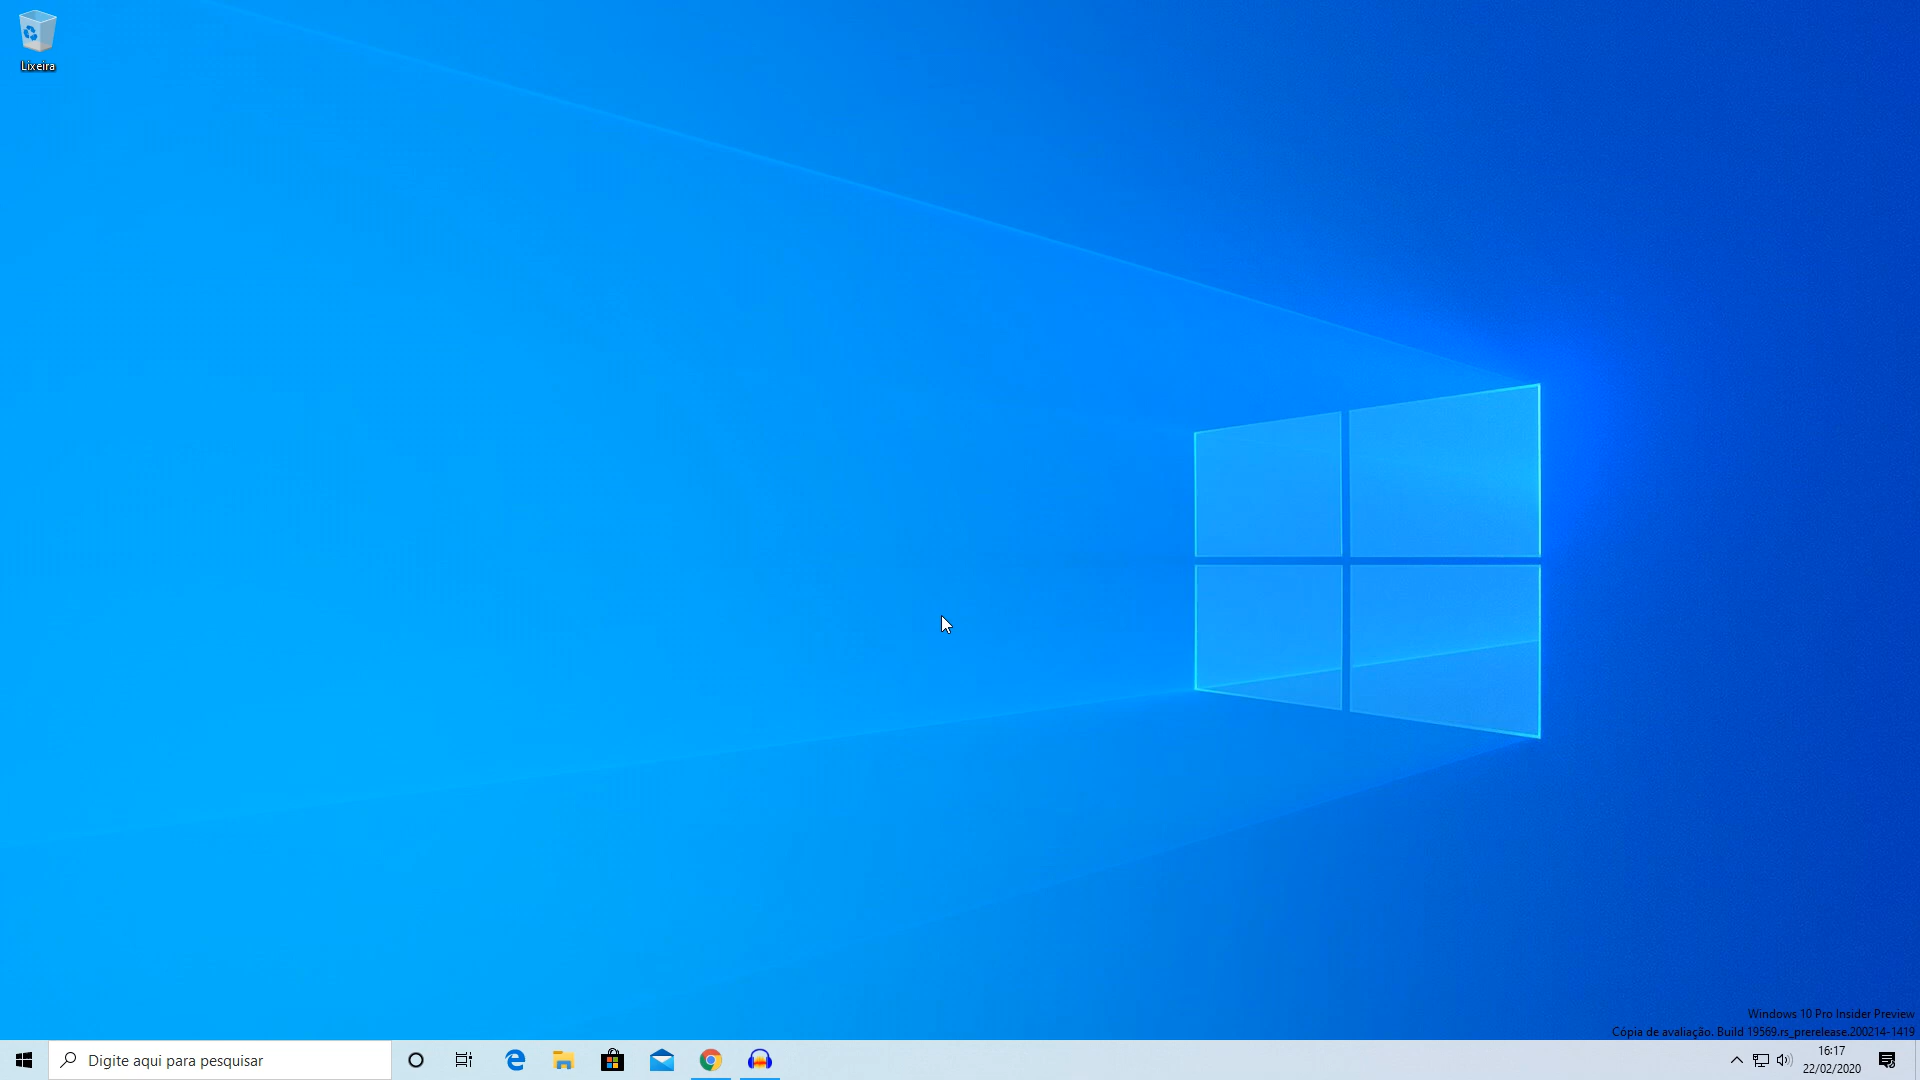 Lixeira
Windows 10 Pro Insider Preview
Cópia de avaliação. Build 19569.rs_prerelease.200214-1419
Digite aqui para pesquisar
16:17
22/02/2020